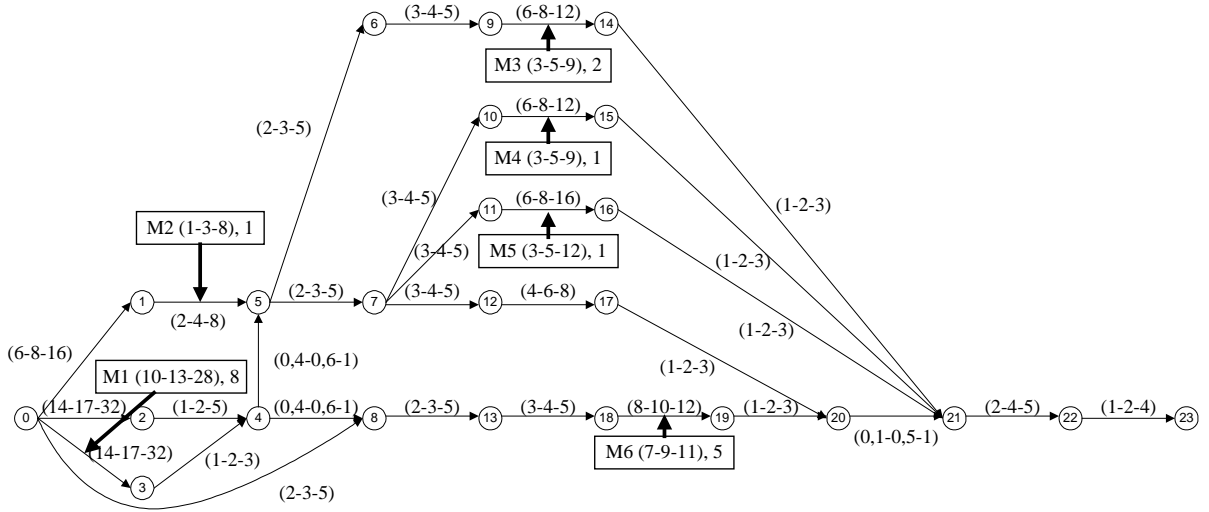 6 (3-4-5) 9 (6-8-12) 14
M3 (3-5-9), 2
(6-8-12)
10 15
(2-3-5)
M4 (3-5-9), 1
(3-4-5) (6-8-16) (1-2-3)
11 16
M2 (1-3-8), 1
(3-4-5) M5 (3-5-12), 1
(1-2-3)
1 5 (2-3-5) 7 (3-4-5) 12 (4-6-8) 17
(2-4-8)
(1-2-3)
(6-8-16)
(0,4-0,6-1)
(1-2-3)
M1 (10-13-28), 8
0 (14-17-32) 2 (1-2-5) 4 (0,4-0,6-1) 8 (2-3-5) 13 (3-4-5) 18 (8-10-12) 19 (1-2-3) 20 21 (2-4-5) 22 (1-2-4) 23
(0,1-0,5-1)
(14-17-32)
(1-2-3)
M6 (7-9-11), 5
3
(2-3-5)